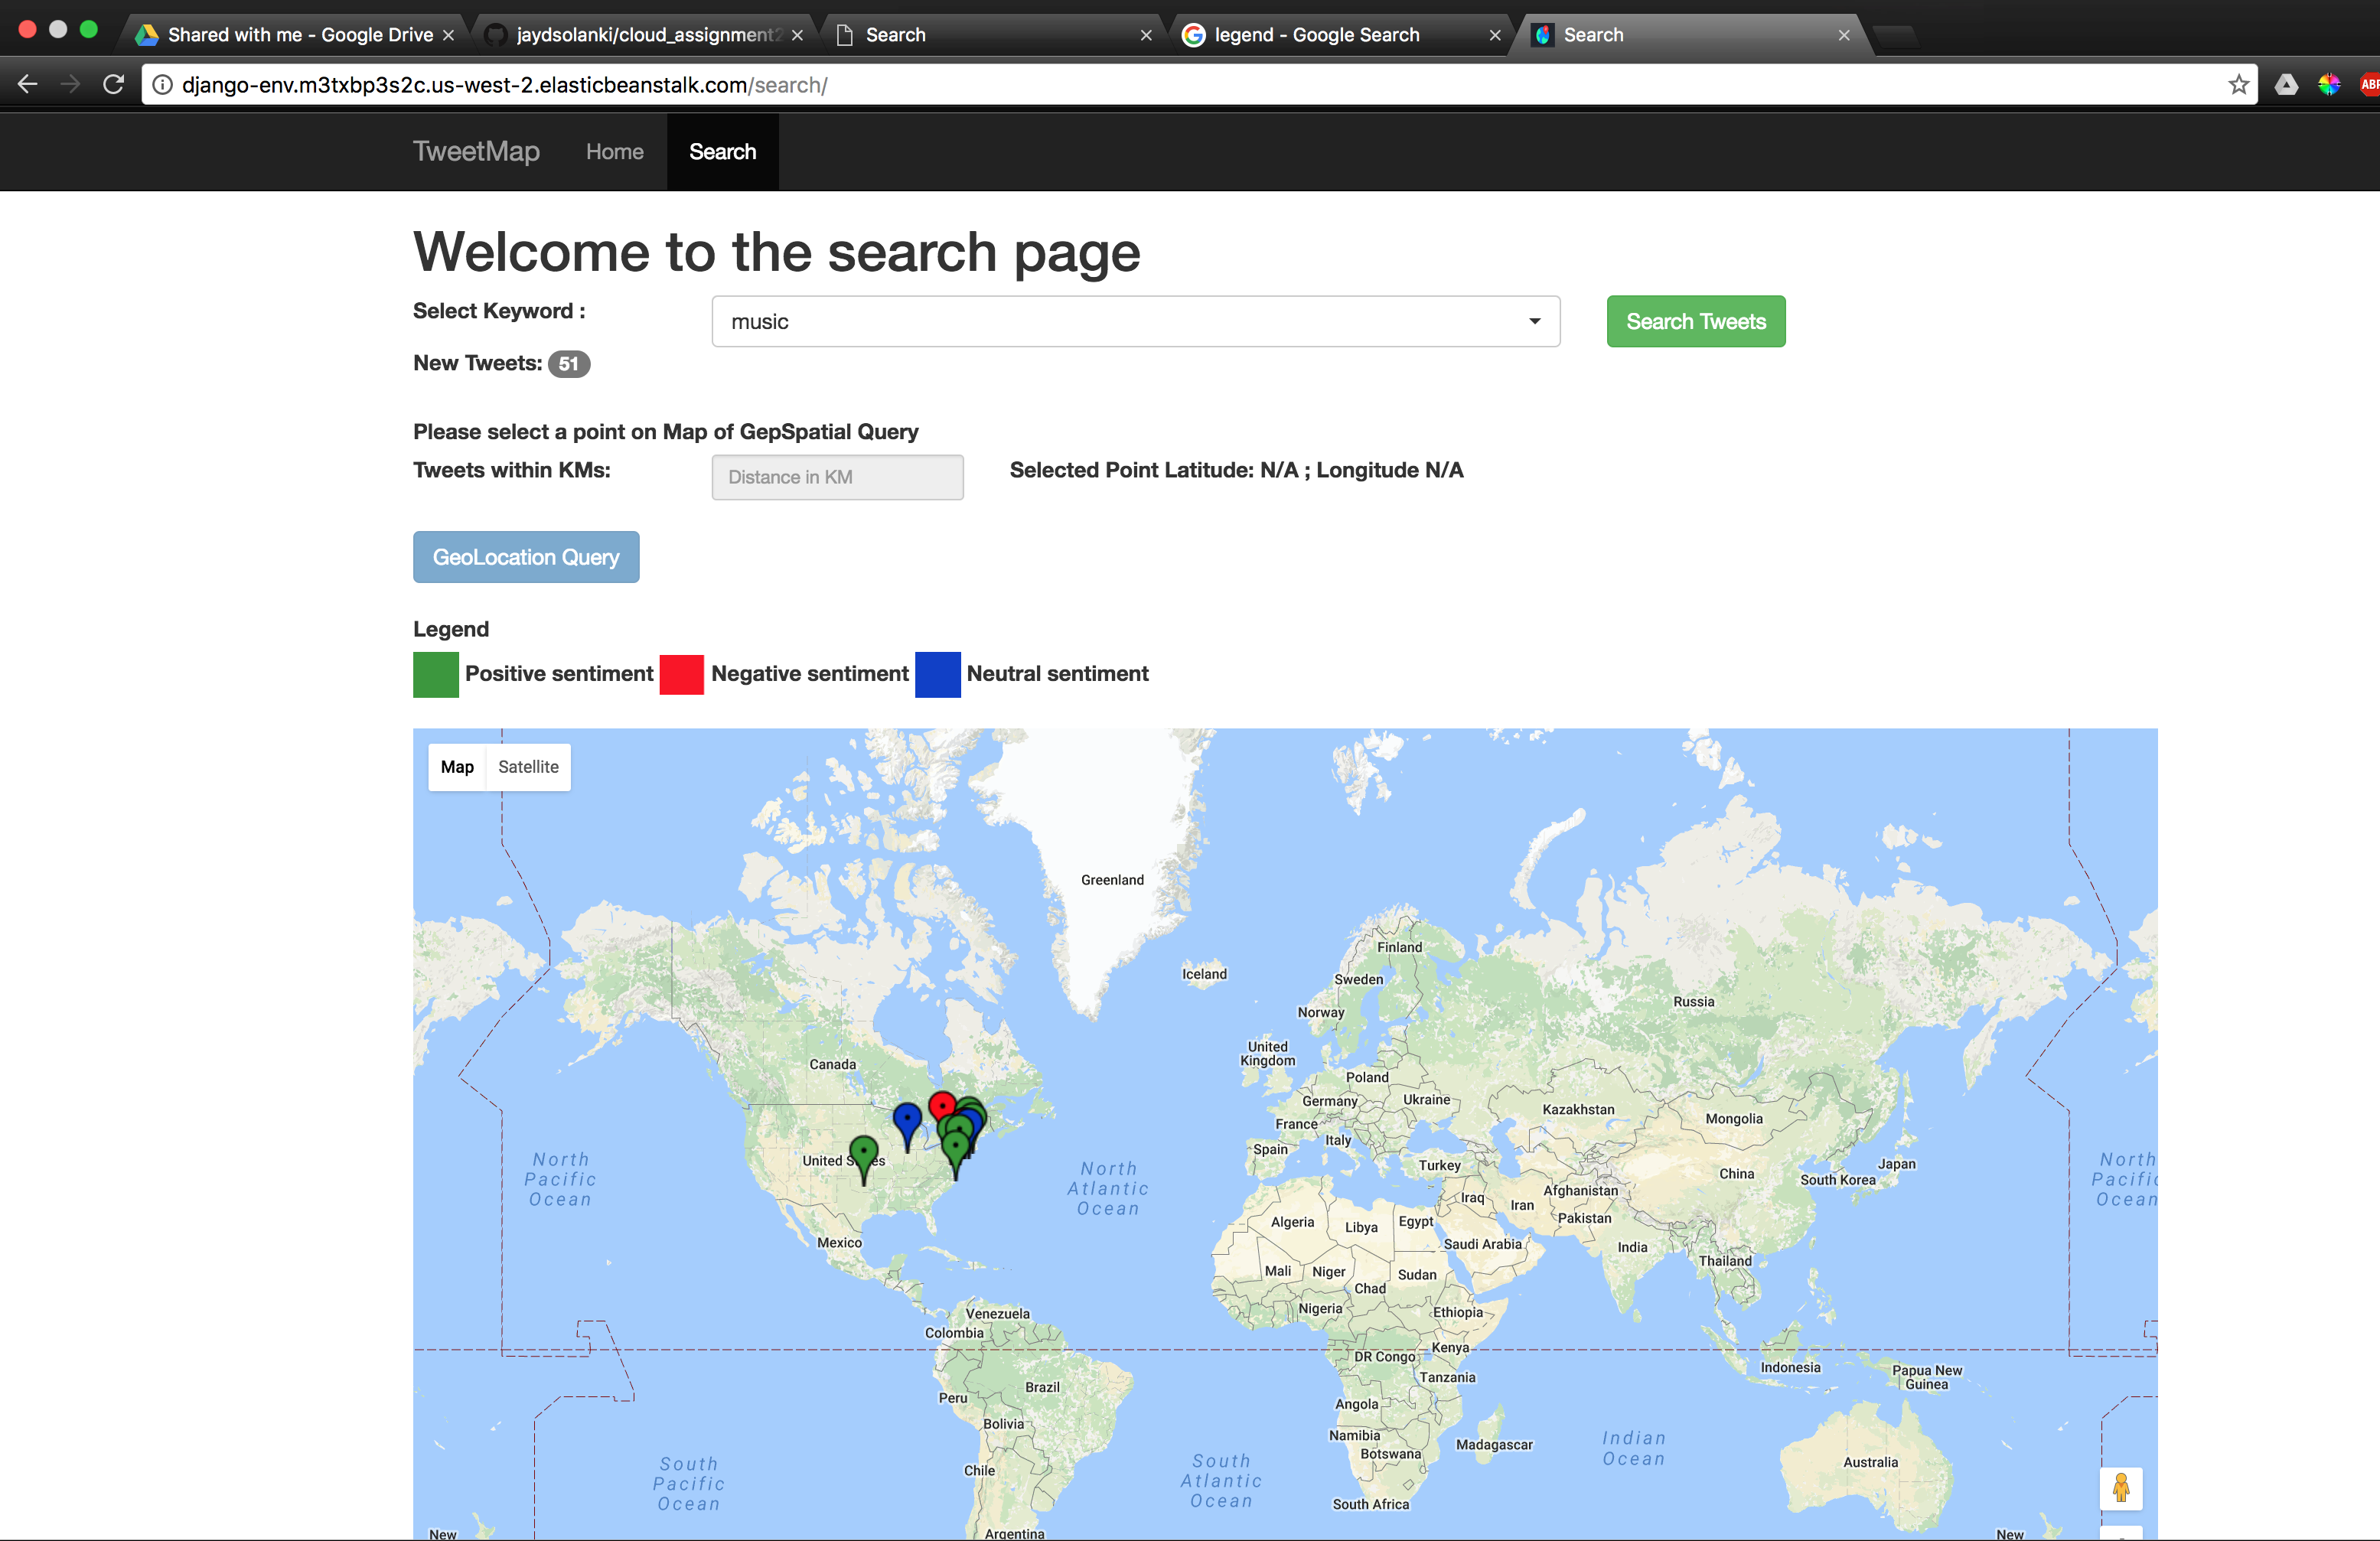 Shared with me - Google Drive
jaydsolanki/cloud_assignment2
Search
legend - Google Search
Search
django-env.m3txbp3s2c.us-west-2.elasticbeanstalk.com/search/
ABP
TweetMap Home Search
Welcome to the search page
Select Keyword : music Search Tweets
New Tweets: 51
Please select a point on Map of GepSpatial Query
Tweets within KMs: Distance in KM Selected Point Latitude: N/A ; Longitude N/A
GeoLocation Query
Legend
Positive sentiment Negative sentiment Neutral sentiment
Map Satellite
Greenland
Finland
Iceland
Sweden
Russia
Norway
United
Kingdom
Canada
Poland
Germany
Ukraine
Kazakhstan
Mongolia
France
Italy
Spain
United S es
North
Pacific
Ocean
North
Atlantic
Ocean
Turkey
China
Japan
South Korea
North
Pacific
Ocean
Iraq
Iran
Afghanistan
Pakistan
Algeria
Libya
Egypt
Mexico
Saudi Arabia
India
Thailand
Mali
Niger
Sudan
Chad
Nigeria
Ethiopia
Venezuela
Colombia
Kenya
DR Congo
Indonesia
Papua New
Guinea
Tanzania
Brazil
Peru
Angola
Bolivia
Namibia
Botswana
Madagascar
Indian
Ocean
South
Pacific
Ocean
South
Atlantic
Ocean
Chile
Australia
South Africa
New
Argentina
New